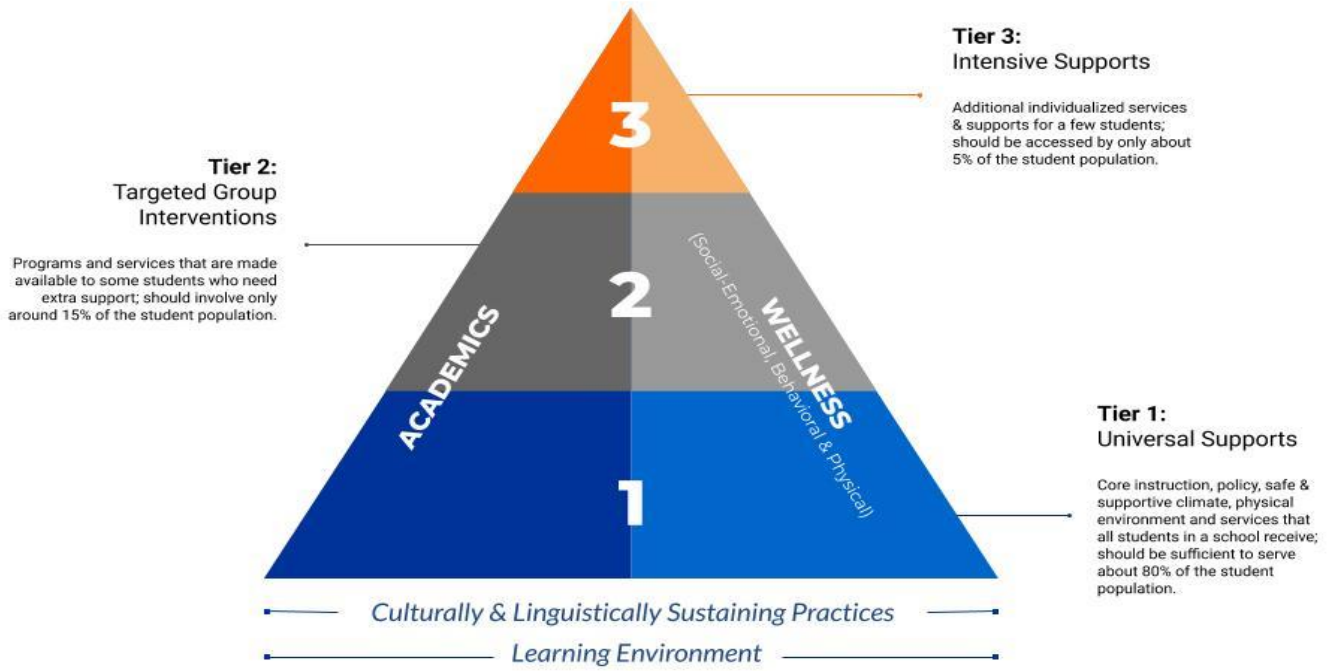 Tier 3:
Intensive Supports
Additional individualized services
& supports for a few students;
should be accessed by only about
5% of the student population.
3
Tier 2:
Targeted Group
Interventions
Programs and services that are made
available to some students who need
extra support; should involve only
around 15% of the student population.
2
ACADEMICS
WELLNESS
(Social-Emotional, Behavioral & Physical)
Tier 1:
Universal Supports
Core instruction, policy, safe &
supportive climate, physical
environment and services that
all students in a school receive;
should be sufficient to serve
about 80% of the student
population.
1
Culturally & Linguistically Sustaining Practices
Learning Environment